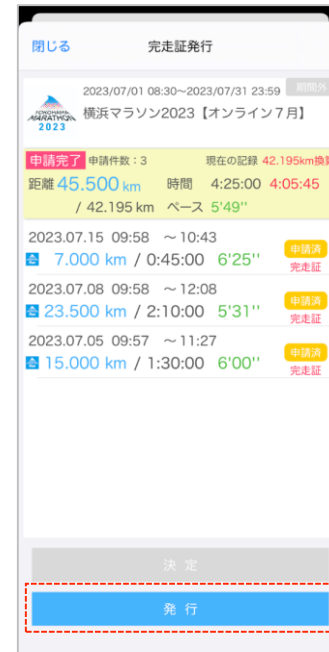 閉じる 完走証発行
2023/07/01 08:30~2023/07/31 23:59 期間外
YOKOHAMA MARATHON 2023
横浜マラソン2023【オンライン7月】
申請完了 申請件数：3 現在の記録 42.195km換算
距離 45.500 km 時間 4:25:00 4:05:45
/ 42.195 km ペース 5'49''
2023.07.15 09:58 ～10:43
7.000 km / 0:45:00 6'25'' 申請済 完走証
2023.07.08 09:58 ～12:08
23.500 km / 2:10:00 5'31'' 申請済 完走証
2023.07.05 09:57 ～11:27
15.000 km / 1:30:00 6'00'' 申請済 完走証
決 定
発 行